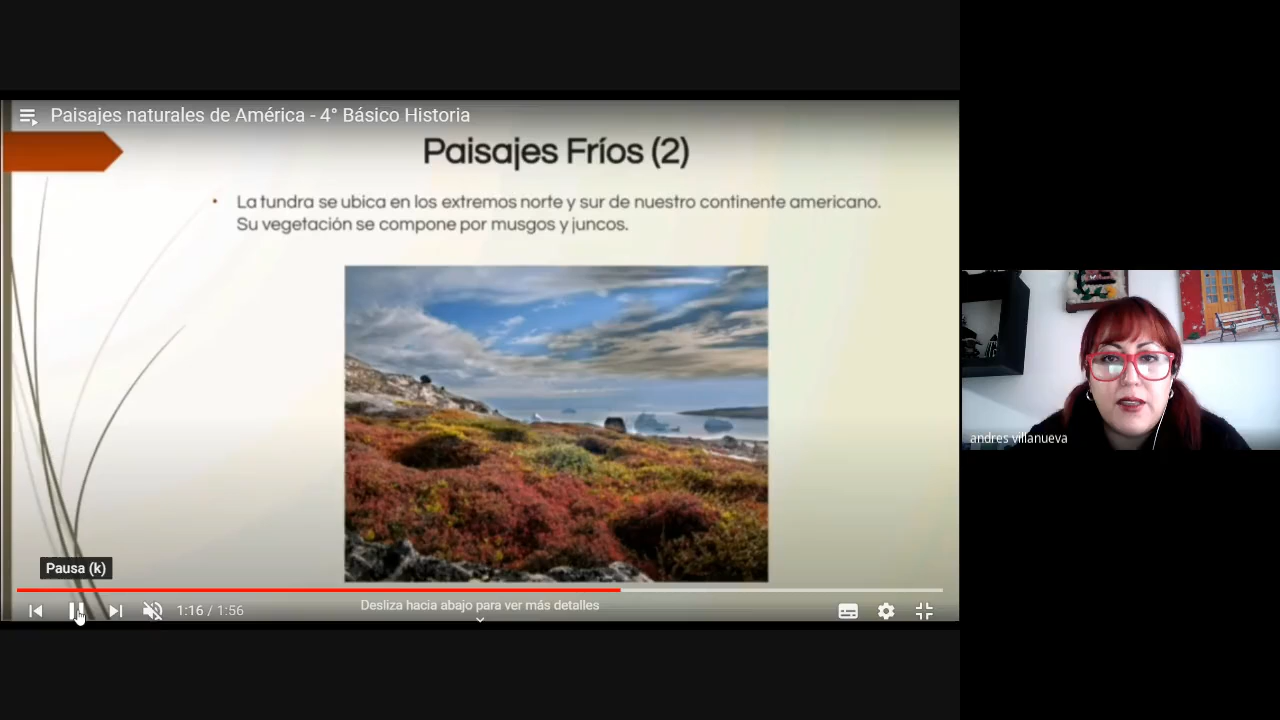 Paisajes naturales de América - 4° Básico Historia
Paisajes Fríos (2)
• La tundra se ubica en los extremos norte y sur de nuestro continente americano.
Su vegetación se compone por musgos y juncos.
andres villanueva
Pausa (k)
1:16 / 1:56
Desliza hacia abajo para ver más detalles